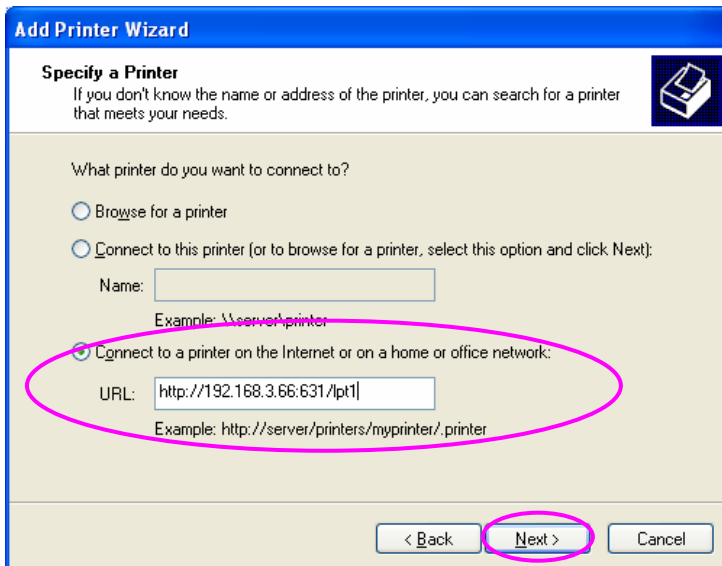 Add Printer Wizard
Specify a Printer
If you don't know the name or address of the printer, you can search for a printer
that meets your needs.
What printer do you want to connect to?
Browse for a printer
Connect to this printer (or to browse for a printer, select this option and click Next):
Name:
Example: \\server\printer
Connect to a printer on the Internet or on a home or office network:
URL: http://192.168.3.66:631/lpt1
Example: http://server/printers/myprinter/.printer
< Back Next > Cancel